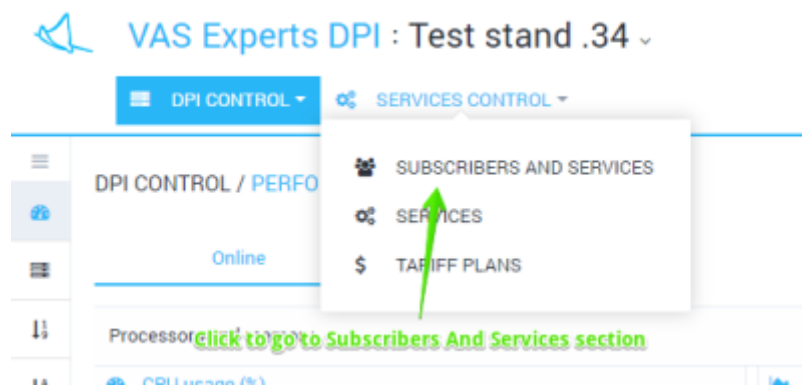 VAS Experts DPI : Test stand .34
DPI CONTROL SERVICES CONTROL
SUBSCRIBERS AND SERVICES
DPI CONTROL / PERFO
SERVICES
Online
$ TARIFF PLANS
Processor
Click to go to Subscribers And Services section
CPU usage (%)